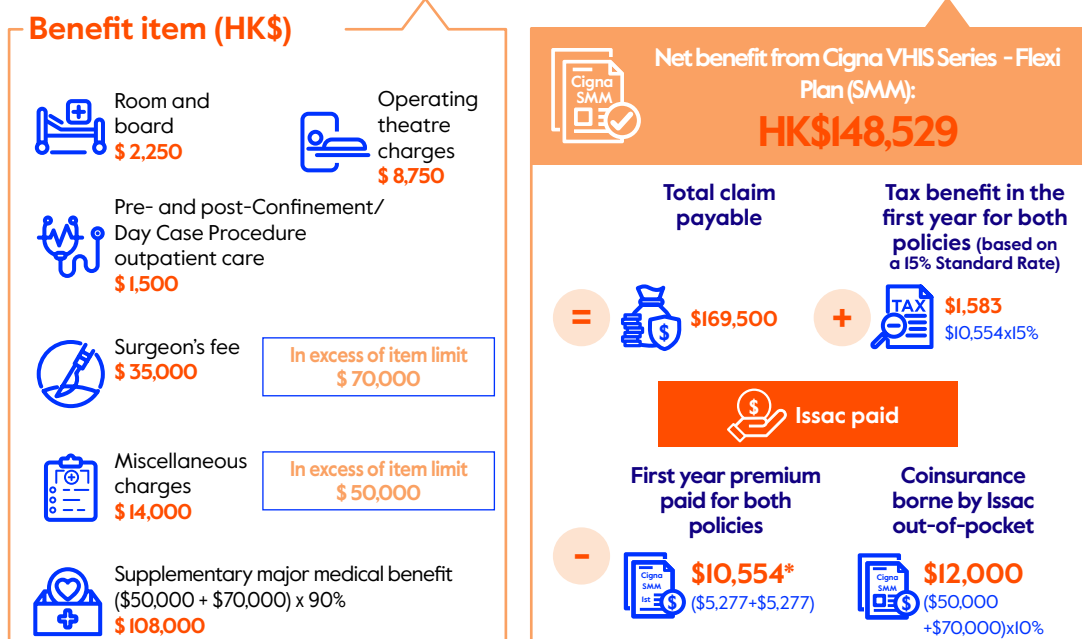 Benefit item (HK$)
Room and
board
$ 2,250
Operating
theatre
charges
$ 8,750
Pre- and post-Confinement/
Day Case Procedure
outpatient care
$ 1,500
Surgeon's fee
$ 35,000
In excess of item limit
$ 70,000
Miscellaneous
charges
$ 14,000
In excess of item limit
$ 50,000
Supplementary major medical benefit
($50,000 + $70,000) x 90%
$ 108,000
Cigna
SMM
Net benefit from Cigna VHIS Series - Flexi
Plan (SMM):
HK$148,529
Total claim
payable
= $ $169,500
Tax benefit in the
first year for both
policies (based on
a 15% Standard Rate)
+ TAX $1,583
$10,554x15%
$ Issac paid
First year premium
paid for both
policies
-
Cigna
SMM
1st $
$10,554*
($5,277+$5,277)
Coinsurance
borne by Issac
out-of-pocket
Cigna
SMM
$
$12,000
($50,000
+$70,000)x10%